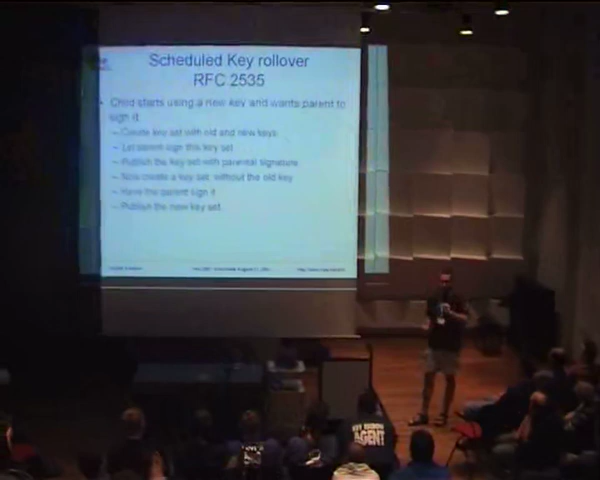 Scheduled Key rollover
RFC 2535
• Child starts using a new key and wants parent to
sign it
– Create key set with old and new keys
– Let parent sign this key set
– Publish the key set with parental signature
– Now create a key set, without the old key
– Have the parent sign it
– Publish the new key set
AGENT